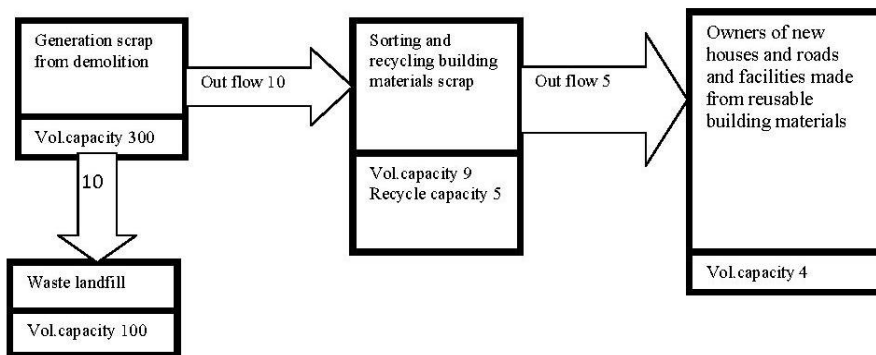 Generation scrap
from demolition
Vol.capacity 300
10
Waste landfill
Vol.capacity 100
Out flow 10
Sorting and
recycling building
materials scrap
Vol.capacity 9
Recycle capacity 5
Out flow 5
Owners of new
houses and roads
and facilities made
from reusable
building materials
Vol.capacity 4